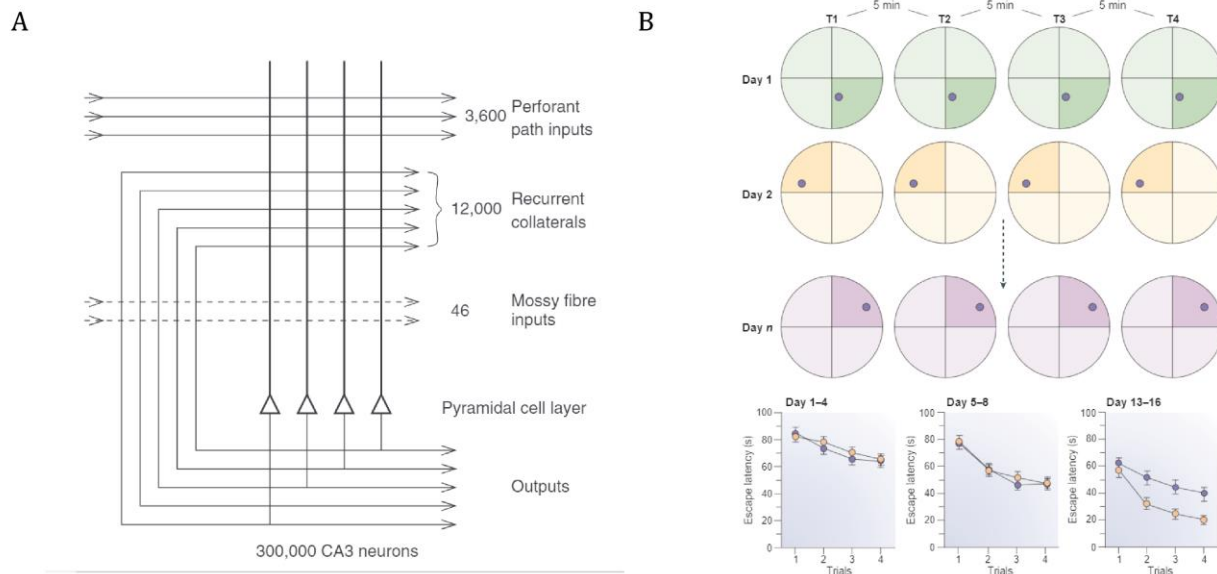 A
3,600 Perforant
path inputs
12,000 Recurrent
collaterals
46 Mossy fibre
inputs
Pyramidal cell layer
Outputs
300,000 CA3 neurons
B
5 min 5 min 5 min
T1 T2 T3 T4
Day 1
Day 2
Day n
Day 1–4
100
80
60
40
20
0
Escape latency (s)
1 2 3 4
Trials
Day 5–8
100
80
60
40
20
0
Escape latency (s)
1 2 3 4
Trials
Day 13–16
100
80
60
40
20
0
Escape latency (s)
1 2 3 4
Trials